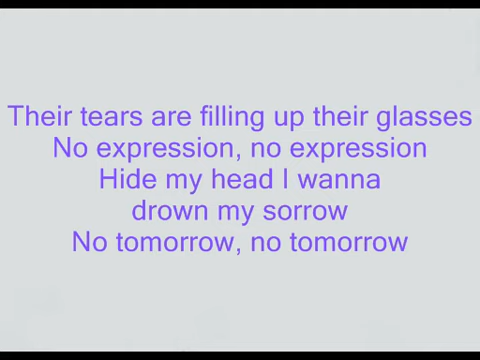 Their tears are filling up their glasses
No expression, no expression
Hide my head I wanna
drown my sorrow
No tomorrow, no tomorrow